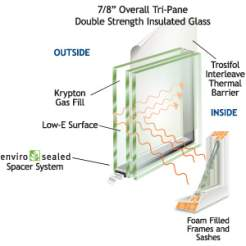 7/8” Overall Tri-Pane
Double Strength Insulated Glass
OUTSIDE
Trosifol
Interleave
Thermal
Barrier
Krypton
Gas Fill
INSIDE
Low-E Surface
enviro sealed
Spacer System
Foam Filled
Frames and
Sashes